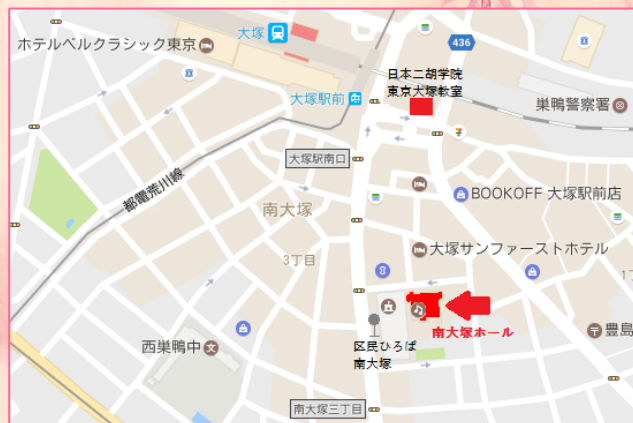 大塚
ホテルベルクラシック東京
436
日本二胡学院
東京大塚教室
大塚駅前
巣鴨警察署
大塚駅南口
都電荒川線
BOOKOFF 大塚駅前店
南大塚
大塚サンファーストホテル
3丁目
1丁
南大塚ホール
区民ひろば
南大塚
西巣鴨中
豊島
南大塚三丁目